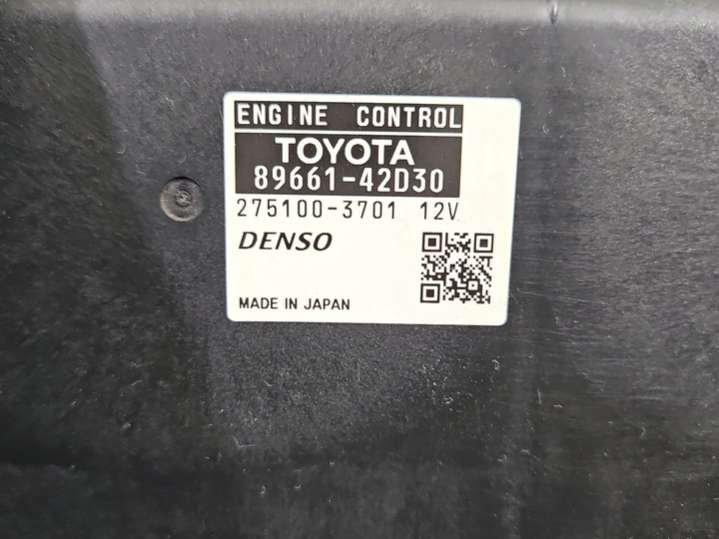 ENGINE CONTROL
TOYOTA
89661-42D30
275100-3701 12V
DENSO
MADE IN JAPAN